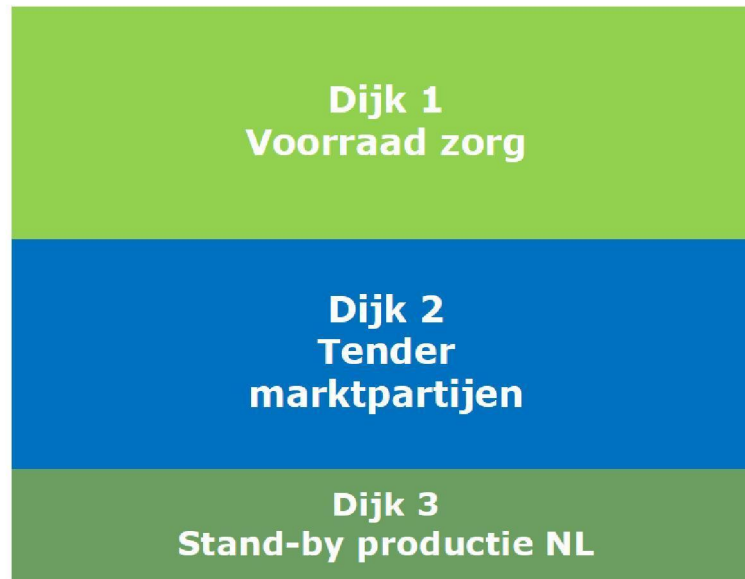 Dijk 1
Voorraad zorg
Dijk 2
Tender
marktpartijen
Dijk 3
Stand-by productie NL